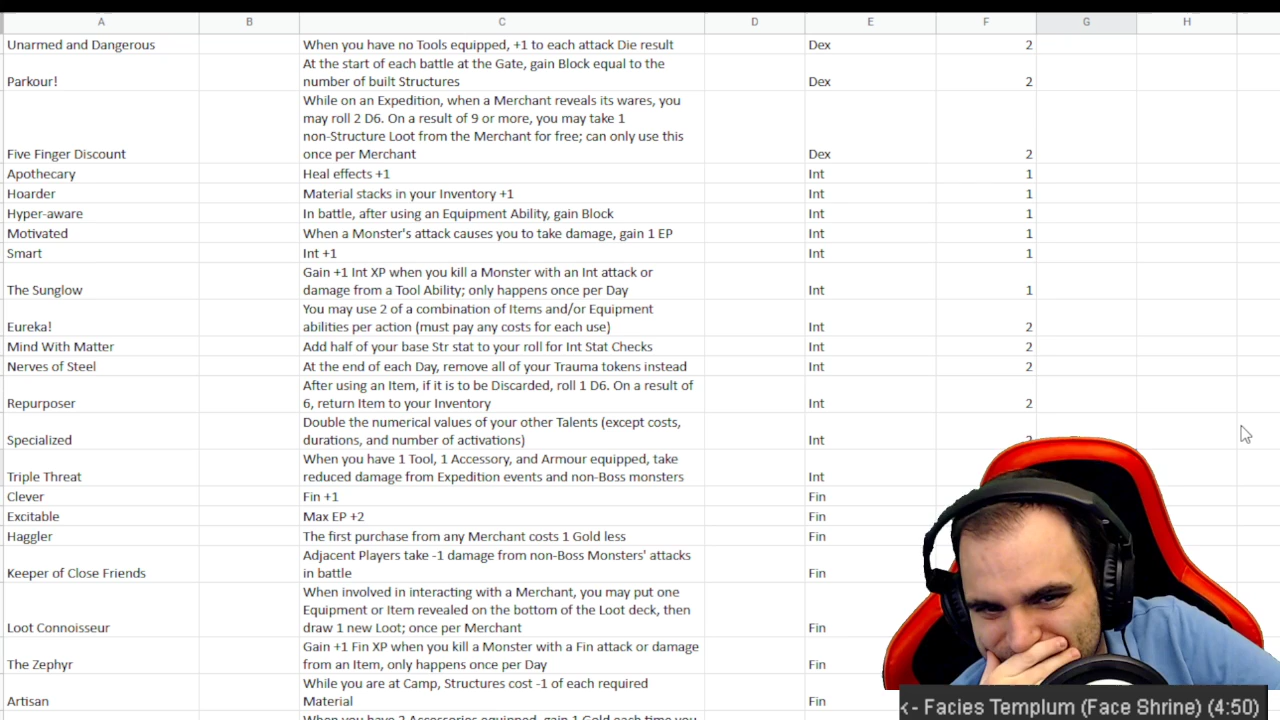 A B C D E F G H
Unarmed and Dangerous When you have no Tools equipped, +1 to each attack Die result Dex 2
At the start of each battle at the Gate, gain Block equal to the
Parkour! number of built Structures Dex 2
While on an Expedition, when a Merchant reveals its wares, you
may roll 2 D6. On a result of 9 or more, you may take 1
non-Structure Loot from the Merchant for free; can only use this
Five Finger Discount once per Merchant Dex 2
Apothecary Heal effects +1 Int 1
Hoarder Material stacks in your Inventory +1 Int 1
Hyper-aware In battle, after using an Equipment Ability, gain Block Int 1
Motivated When a Monster's attack causes you to take damage, gain 1 EP Int 1
Smart Int +1 Int 1
Gain +1 Int XP when you kill a Monster with an Int attack or
The Sunglow damage from a Tool Ability; only happens once per Day Int 1
You may use 2 of a combination of Items and/or Equipment
Eureka! abilities per action (must pay any costs for each use) Int 2
Mind With Matter Add half of your base Str stat to your roll for Int Stat Checks Int 2
Nerves of Steel At the end of each Day, remove all of your Trauma tokens instead Int 2
After using an Item, if it is to be Discarded, roll 1 D6. On a result of
Repurposer 6, return Item to your Inventory Int 2
Double the numerical values of your other Talents (except costs,
Specialized durations, and number of activations) Int 2
When you have 1 Tool, 1 Accessory, and Armour equipped, take
Triple Threat reduced damage from Expedition events and non-Boss monsters Int
Clever Fin +1 Fin
Excitable Max EP +2 Fin
Haggler The first purchase from any Merchant costs 1 Gold less Fin
Adjacent Players take -1 damage from non-Boss Monsters' attacks
Keeper of Close Friends in battle Fin
When involved in interacting with a Merchant, you may put one
Equipment or Item revealed on the bottom of the Loot deck, then
Loot Connoisseur draw 1 new Loot; once per Merchant Fin
Gain +1 Fin XP when you kill a Monster with a Fin attack or damage
The Zephyr from an Item, only happens once per Day Fin
While you are at Camp, Structures cost -1 of each required
Artisan Material Fin
When you have 2 Accessories equipped, gain 1 Gold each time you
- Facies Templum (Face Shrine) (4:50)